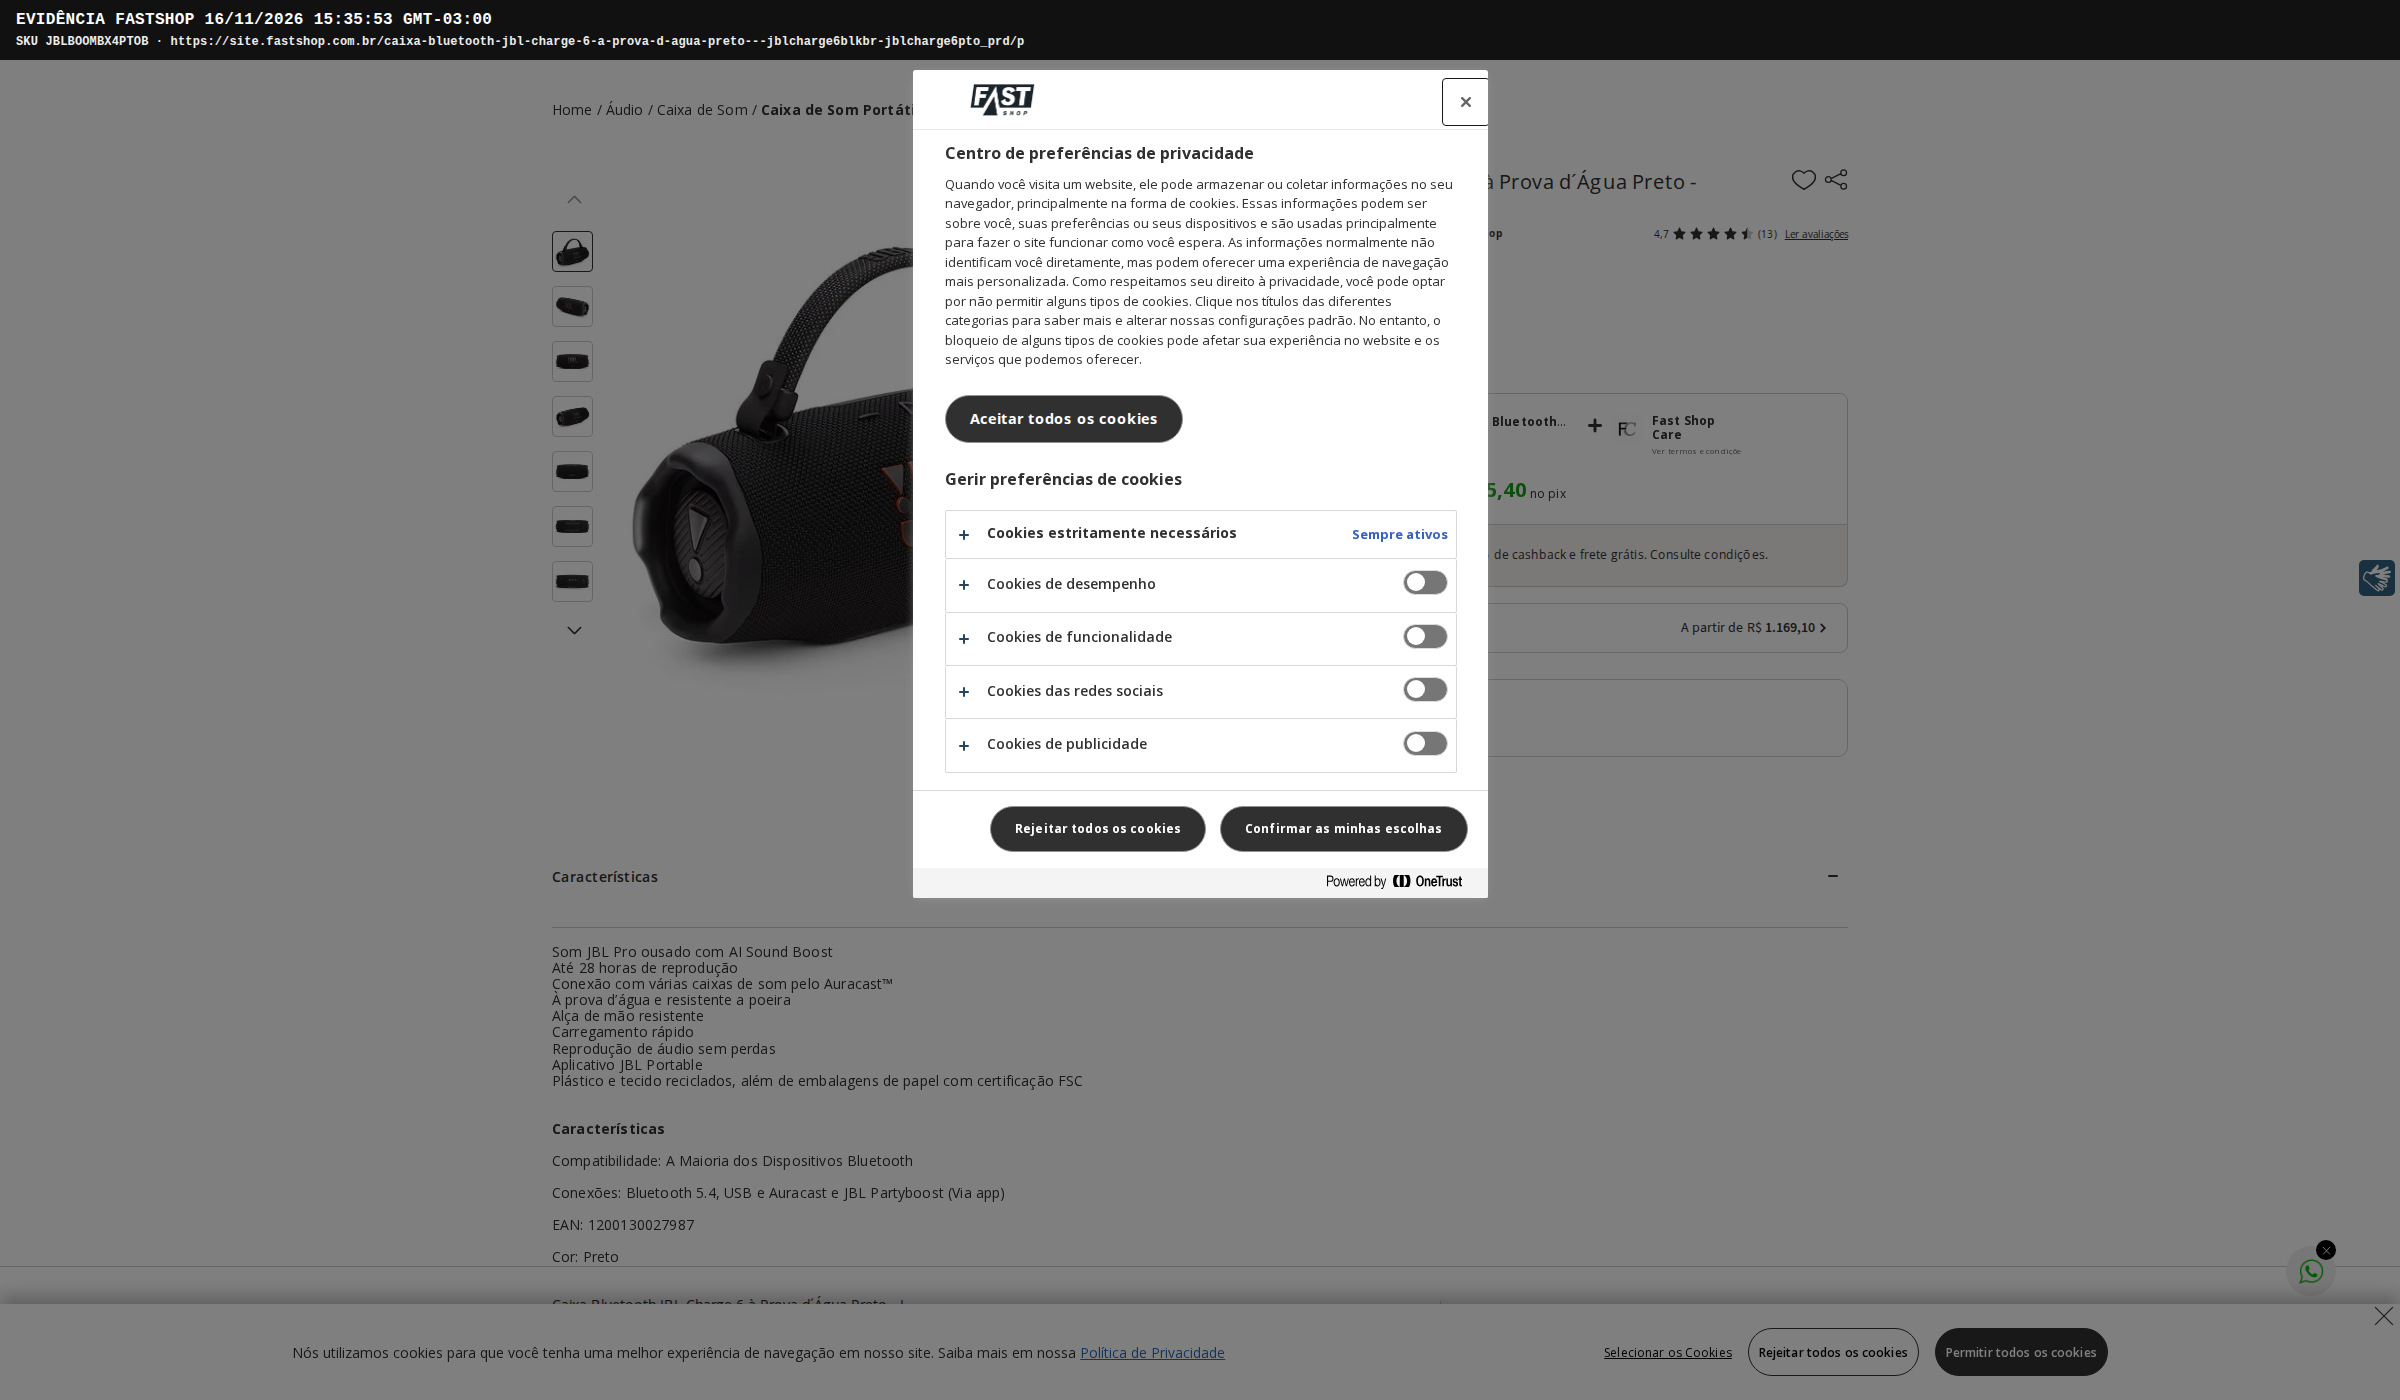 EVIDÊNCIA FASTSHOP 16/11/2026 15:35:53 GMT-03:00
SKU JBLBOOMBX4PTOB · https://site.fastshop.com.br/caixa-bluetooth-jbl-charge-6-a-prova-d-agua-preto---jblcharge6blkbr-jblcharge6pto_prd/p
Home / Áudio / Caixa de Som / Caixa de Som Portáti
à Prova d´Água Preto -
op
4,7 (13) Ler avaliações
FAST SHOP
Centro de preferências de privacidade
Quando você visita um website, ele pode armazenar ou coletar informações no seu
navegador, principalmente na forma de cookies. Essas informações podem ser
sobre você, suas preferências ou seus dispositivos e são usadas principalmente
para fazer o site funcionar como você espera. As informações normalmente não
identificam você diretamente, mas podem oferecer uma experiência de navegação
mais personalizada. Como respeitamos seu direito à privacidade, você pode optar
por não permitir alguns tipos de cookies. Clique nos títulos das diferentes
categorias para saber mais e alterar nossas configurações padrão. No entanto, o
bloqueio de alguns tipos de cookies pode afetar sua experiência no website e os
serviços que podemos oferecer.
Aceitar todos os cookies
Gerir preferências de cookies
Cookies estritamente necessários Sempre ativos
Cookies de desempenho
Cookies de funcionalidade
Cookies das redes sociais
Cookies de publicidade
Rejeitar todos os cookies Confirmar as minhas escolhas
Powered by OneTrust
Bluetooth...
FC
Fast Shop
Care
Ver termos e condiçõe
5,40 no pix
de cashback e frete grátis. Consulte condições.
A partir de R$ 1.169,10
Características
Som JBL Pro ousado com AI Sound Boost
Até 28 horas de reprodução
Conexão com várias caixas de som pelo Auracast™
À prova d’água e resistente a poeira
Alça de mão resistente
Carregamento rápido
Reprodução de áudio sem perdas
Aplicativo JBL Portable
Plástico e tecido reciclados, além de embalagens de papel com certificação FSC
Características
Compatibilidade: A Maioria dos Dispositivos Bluetooth
Conexões: Bluetooth 5.4, USB e Auracast e JBL Partyboost (Via app)
EAN: 1200130027987
Cor: Preto
Caixa Bluetooth JBL Charge 6 à Prova d´Água Preto - J
Nós utilizamos cookies para que você tenha uma melhor experiência de navegação em nosso site. Saiba mais em nossa Política de Privacidade
Selecionar os Cookies
Rejeitar todos os cookies
Permitir todos os cookies